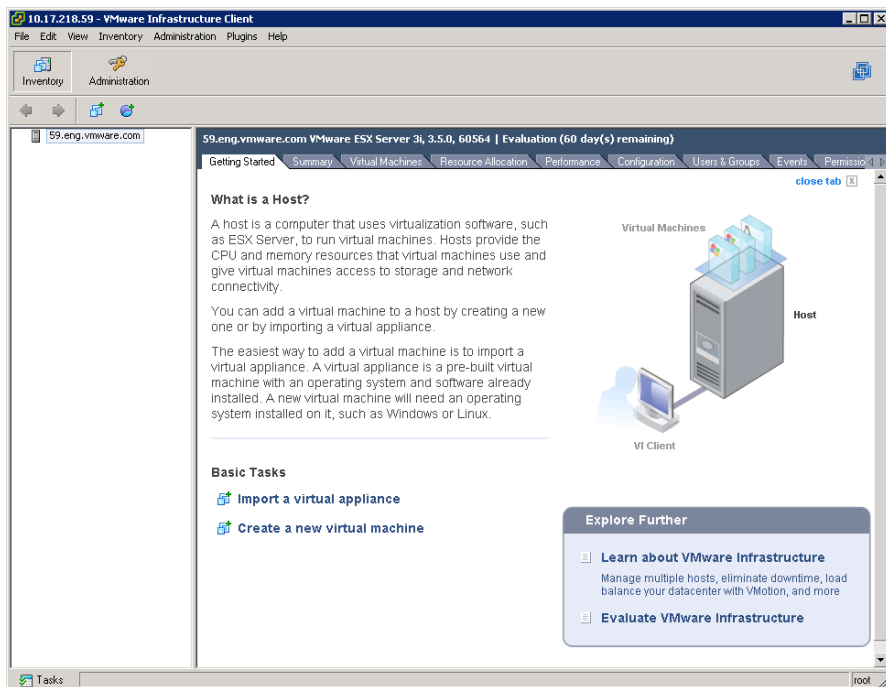 10.17.218.59 - VMware Infrastructure Client
File Edit View Inventory Administration Plugins Help
Inventory Administration
59.eng.vmware.com
59.eng.vmware.com VMware ESX Server 3i, 3.5.0, 60564 | Evaluation (60 day(s) remaining)
Getting Started Summary Virtual Machines Resource Allocation Performance Configuration Users & Groups Events Permissio
close tab X
What is a Host?
A host is a computer that uses virtualization software, such
as ESX Server, to run virtual machines. Hosts provide the
CPU and memory resources that virtual machines use and
give virtual machines access to storage and network
connectivity.
You can add a virtual machine to a host by creating a new
one or by importing a virtual appliance.
The easiest way to add a virtual machine is to import a
virtual appliance. A virtual appliance is a pre-built virtual
machine with an operating system and software already
installed. A new virtual machine will need an operating
system installed on it, such as Windows or Linux.
Virtual Machines
Host
VI Client
Basic Tasks
Import a virtual appliance
Create a new virtual machine
Explore Further
Learn about VMware Infrastructure
Manage multiple hosts, eliminate downtime, load
balance your datacenter with VMotion, and more
Evaluate VMware Infrastructure
Tasks
root